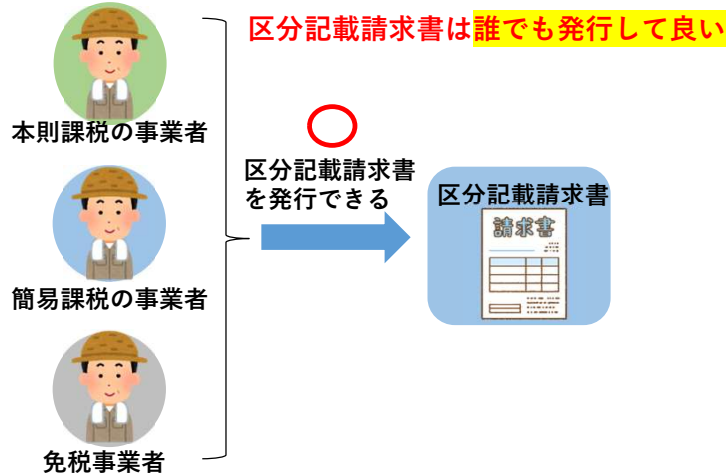 区分記載請求書は誰でも発行して良い
本則課税の事業者
区分記載請求書
を発行できる
区分記載請求書
請求書
簡易課税の事業者
免税事業者